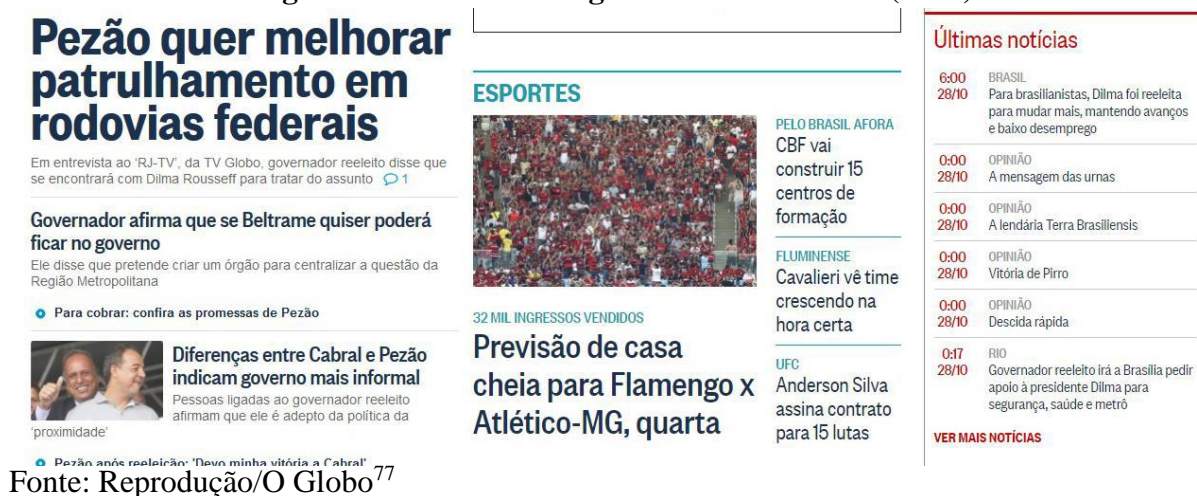 Pezão quer melhorar
patrulhamento em
rodovias federais
Em entrevista ao 'RJ-TV', da TV Globo, governador reeleito disse que
se encontrará com Dilma Rousseff para tratar do assunto 1
Governador afirma que se Beltrame quiser poderá
ficar no governo
Ele disse que pretende criar um órgão para centralizar a questão da
Região Metropolitana
Para cobrar: confira as promessas de Pezão
Diferenças entre Cabral e Pezão
indicam governo mais informal
Pessoas ligadas ao governador reeleito
afirmam que ele é adepto da política da
'proximidade'
Pezão após reeleição: 'Devo minha vitória a Cabral'
ESPORTES
32 MIL INGRESSOS VENDIDOS
Previsão de casa
cheia para Flamengo x
Atlético-MG, quarta
PELO BRASIL AFORA
CBF vai
construir 15
centros de
formação
FLUMINENSE
Cavalieri vê time
crescendo na
hora certa
UFC
Anderson Silva
assina contrato
para 15 lutas
Últimas notícias
6:00 BRASIL
28/10 Para brasilianistas, Dilma foi reeleita
para mudar mais, mantendo avanços
e baixo desemprego
0:00 OPINIÃO
28/10 A mensagem das urnas
0:00 OPINIÃO
28/10 A lendária Terra Brasiliensis
0:00 OPINIÃO
28/10 Vitória de Pirro
0:00 OPINIÃO
28/10 Descida rápida
0:17 RIO
28/10 Governador reeleito irá a Brasília pedir
apoio à presidente Dilma para
segurança, saúde e metrô
VER MAIS NOTÍCIAS
Fonte: Reprodução/O Globo77